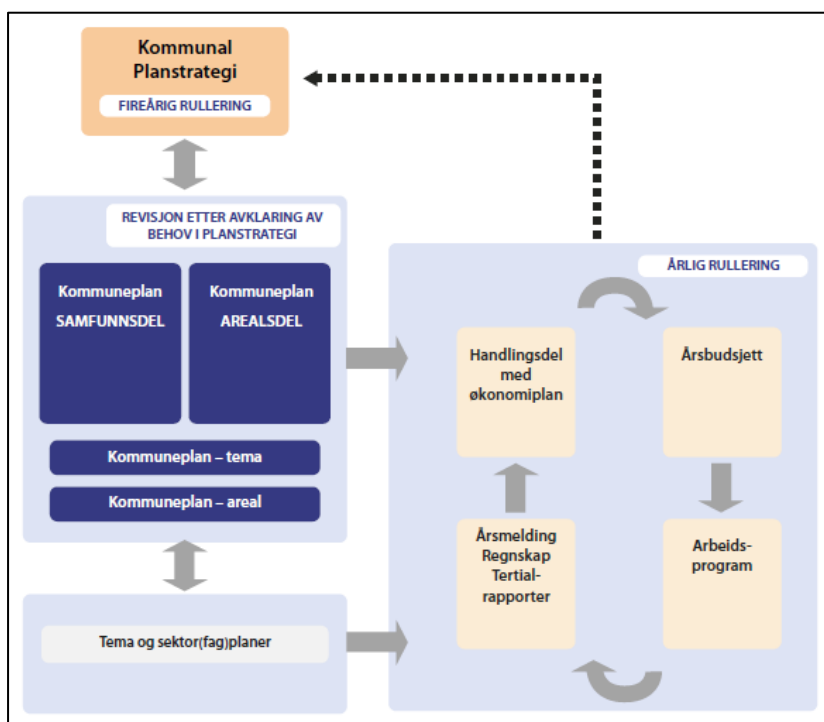 Kommunal
Planstrategi
FIREÅRIG RULLERING
REVISJON ETTER AVKLARING AV
BEHOV I PLANSTRATEGI
Kommuneplan
SAMFUNNSDEL
Kommuneplan
AREALSDEL
Kommuneplan – tema
Kommuneplan – areal
Tema og sektor(fag)planer
ÅRLIG RULLERING
Handlingsdel
med
økonomiplan
Årsbudsjett
Årsmelding
Regnskap
Tertial-
rapporter
Arbeids-
program